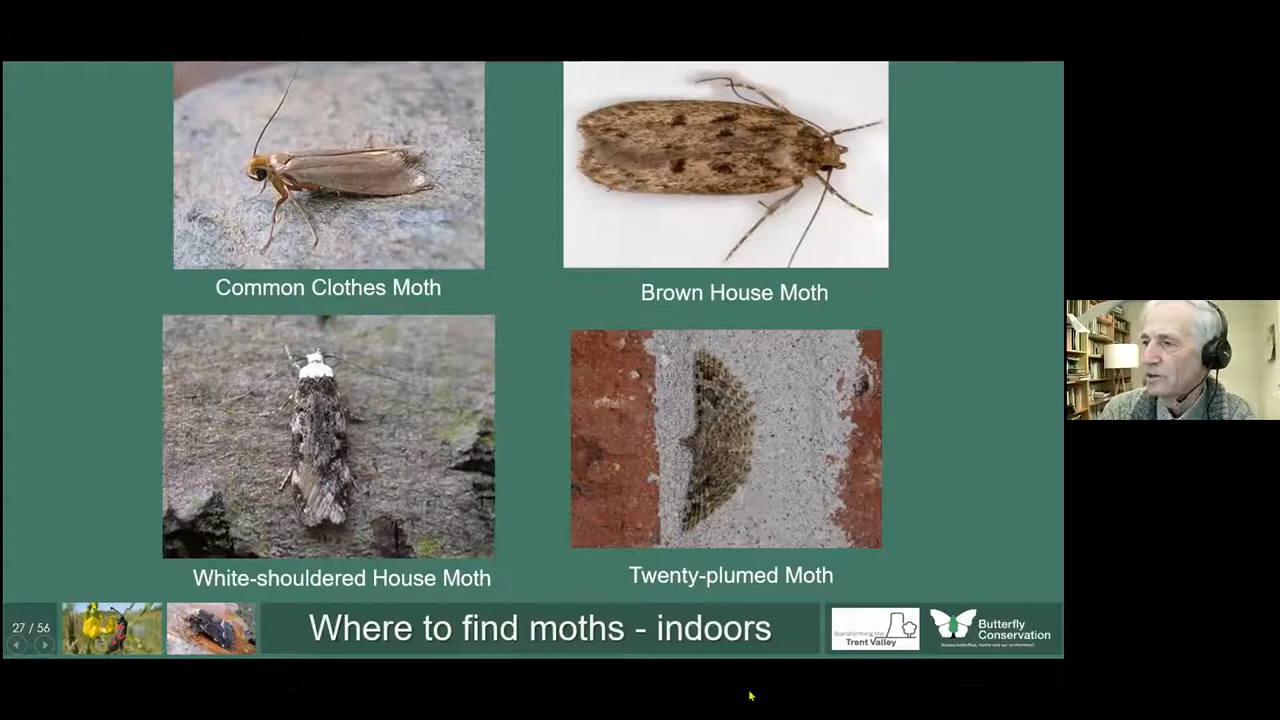 Common Clothes Moth
Brown House Moth
White-shouldered House Moth
Twenty-plumed Moth
27 / 56
Where to find moths - indoors
Transforming the
Trent Valley
Butterfly
Conservation